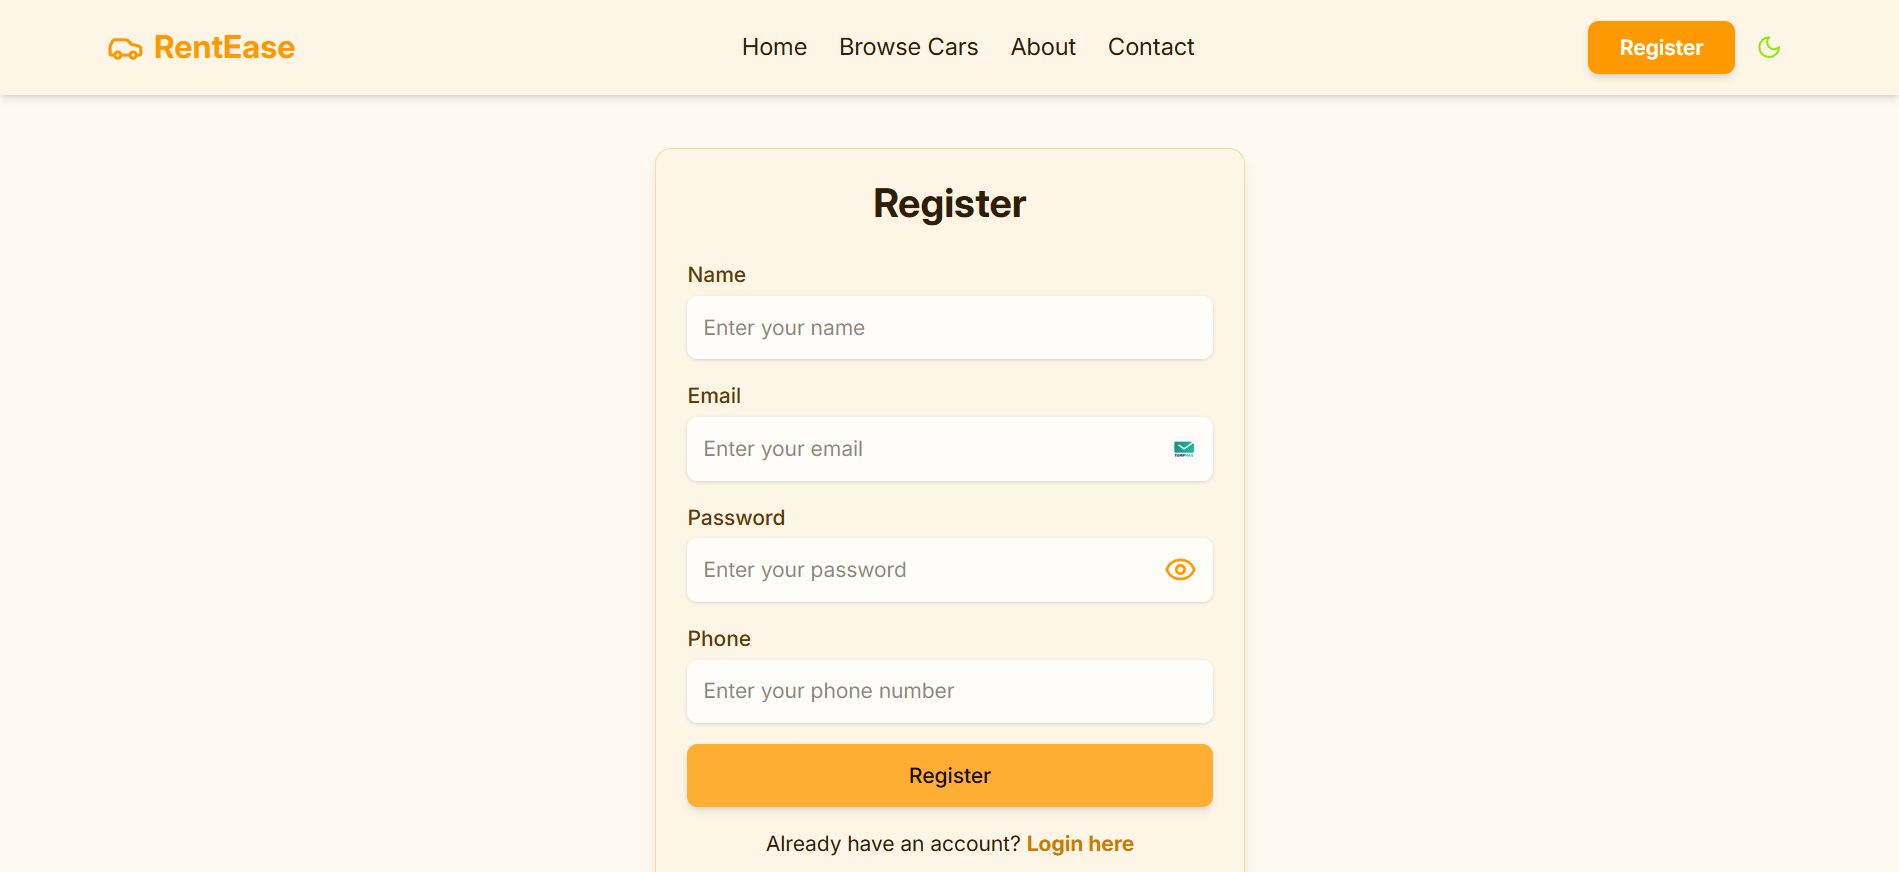 RentEase
Home
Browse Cars
About
Contact
Register
Register
Name
Enter your name
Email
Enter your email
Password
Enter your password
Phone
Enter your phone number
Register
Already have an account? Login here